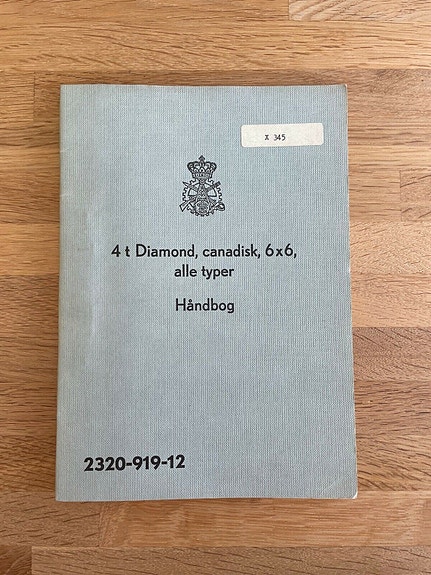 X 345
4 t Diamond, canadisk, 6x6,
alle typer
Håndbog
2320-919-12